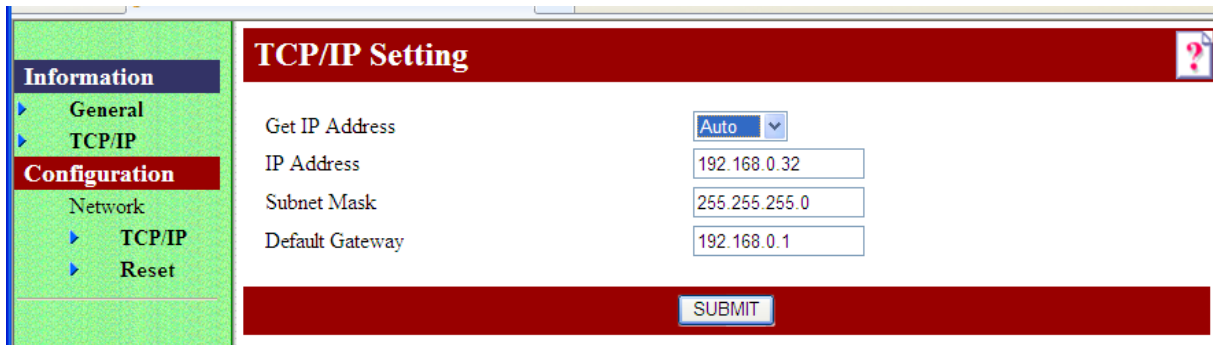 Information
General
TCP/IP
Configuration
Network
TCP/IP
Reset
TCP/IP Setting
?
Get IP Address Auto
IP Address 192.168.0.32
Subnet Mask 255.255.255.0
Default Gateway 192.168.0.1
SUBMIT